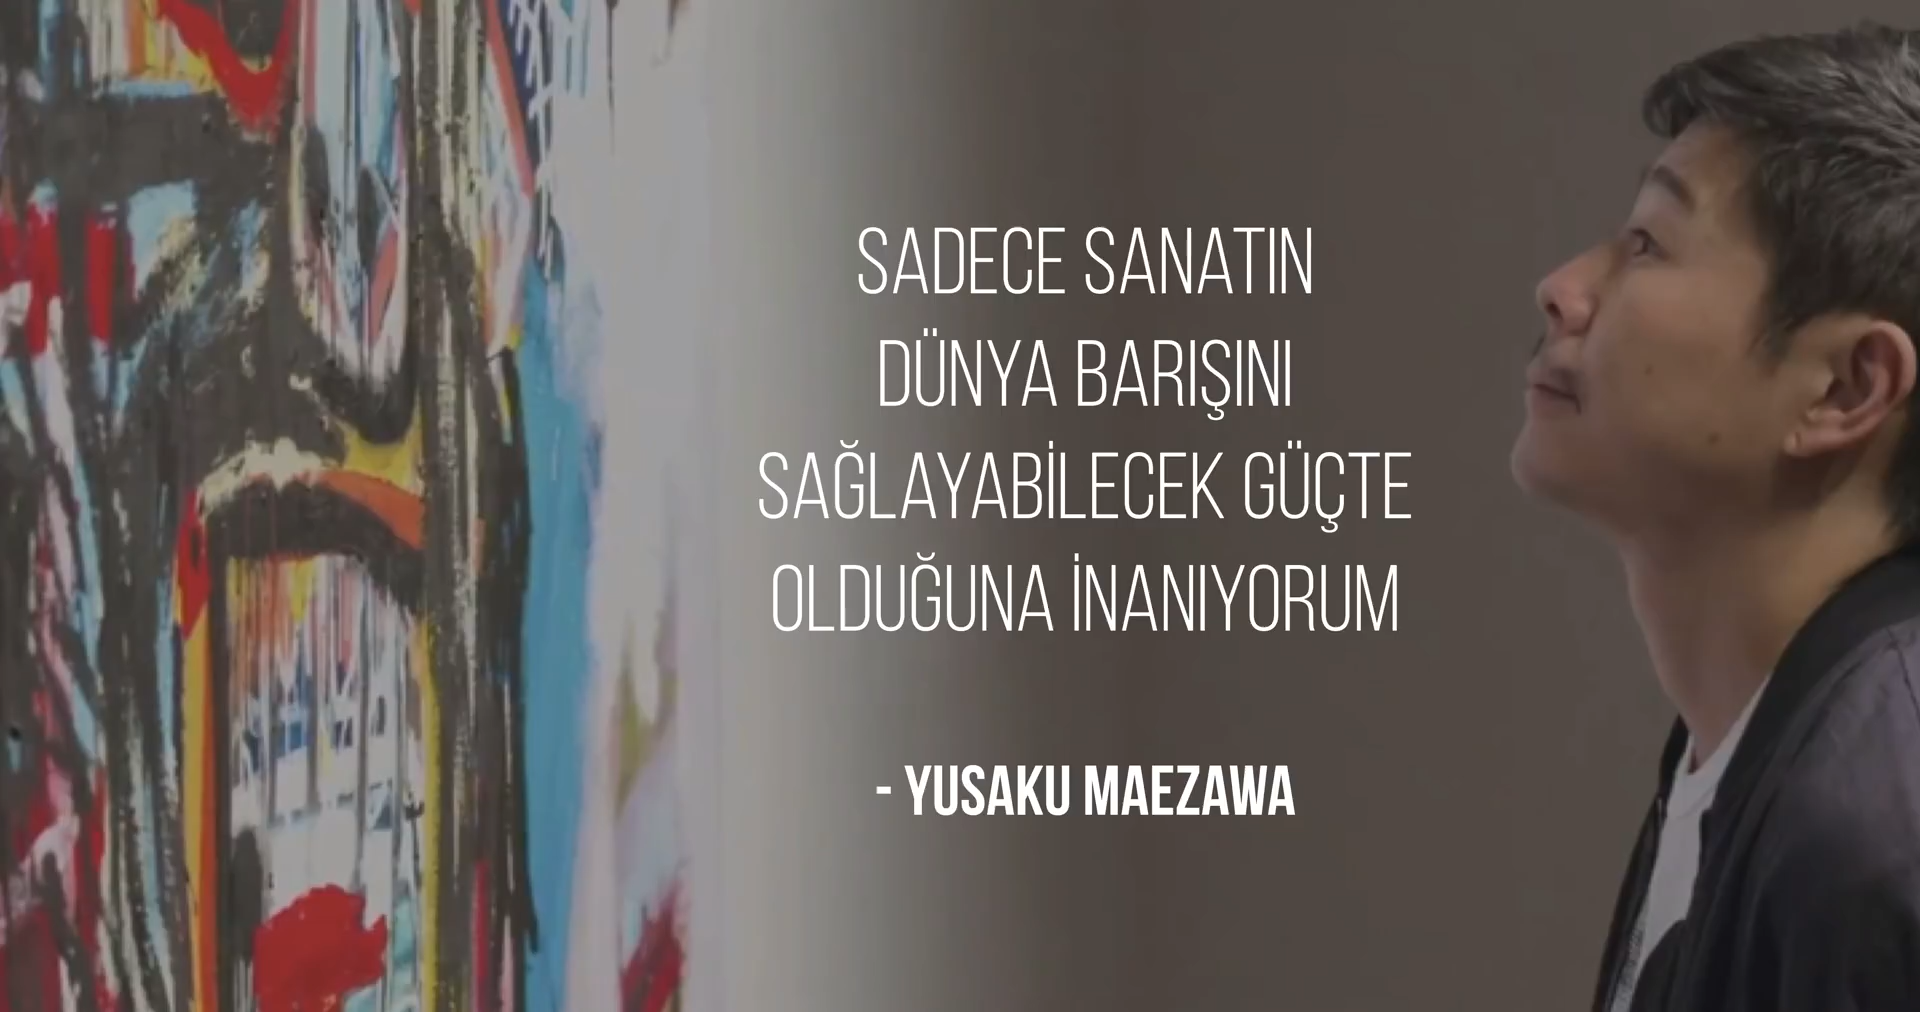 SADECE SANATIN
DÜNYA BARIŞINI
SAĞLAYABİLECEK GÜÇTE
OLDUĞUNA İNANIYORUM
- YUSAKU MAEZAWA